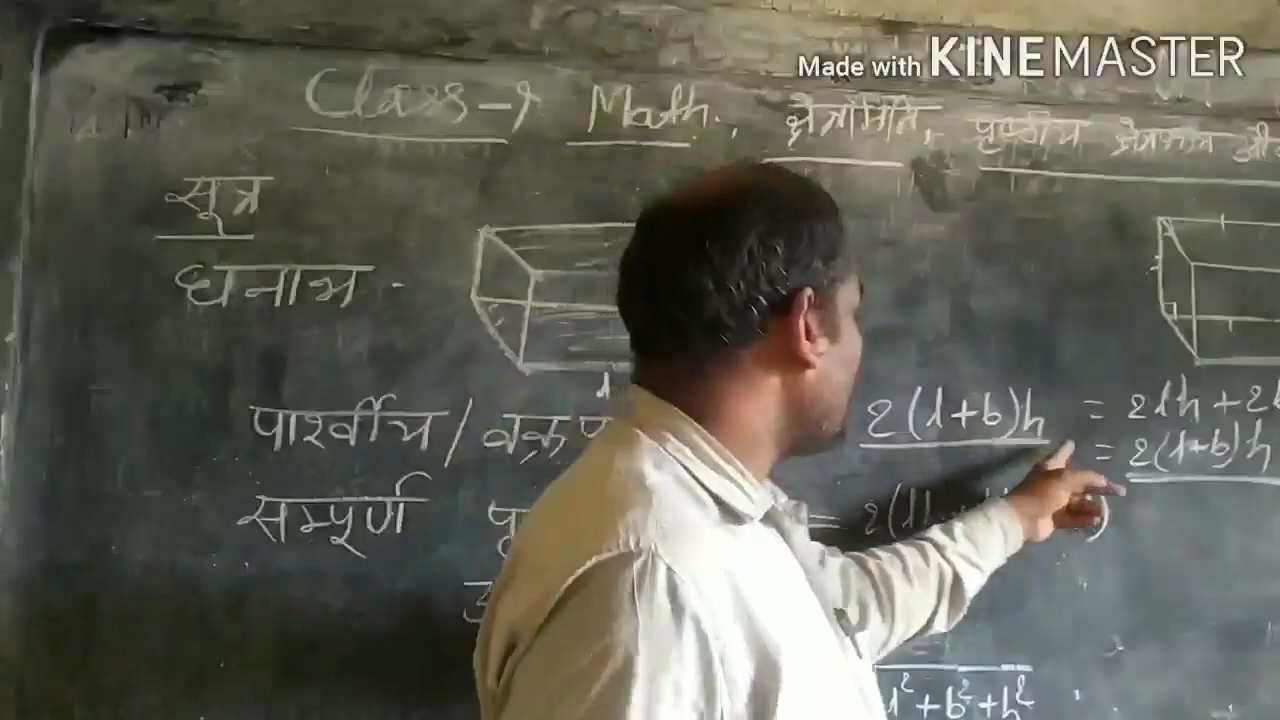 Made with KINEMASTER
Class-9 Math., क्षेत्रमिति, पृष्ठीय क्षेत्रफल औ
सूत्र
घनाभ -
पार्श्वीय / वक्र पृ 2(l+b)h = 2lh + 2
= 2(l+b)h
सम्पूर्ण पृ = 2(l )
l²+b²+h²